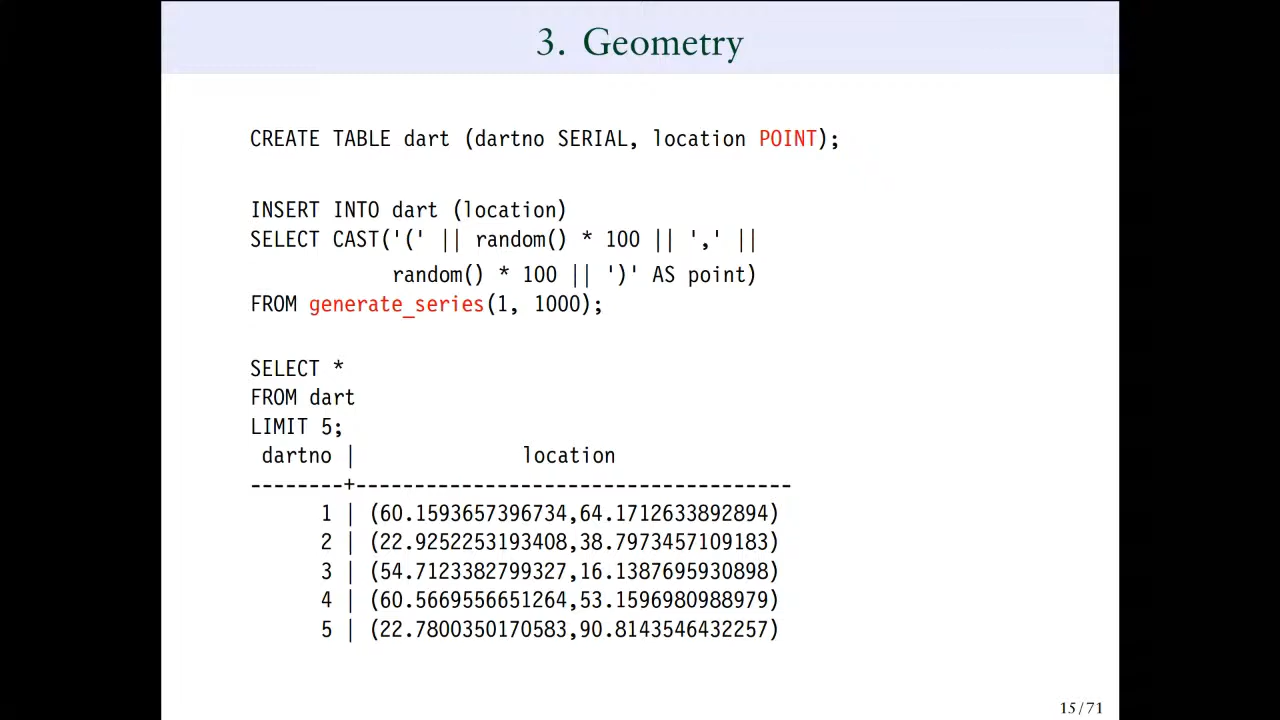 3. Geometry
CREATE TABLE dart (dartno SERIAL, location POINT);
INSERT INTO dart (location)
SELECT CAST('(' || random() * 100 || ',' ||
            random() * 100 || ')' AS point)
FROM generate_series(1, 1000);
SELECT *
FROM dart
LIMIT 5;
 dartno |              location
--------+-------------------------------------
      1 | (60.1593657396734,64.1712633892894)
      2 | (22.9252253193408,38.7973457109183)
      3 | (54.7123382799327,16.1387695930898)
      4 | (60.5669556651264,53.1596980988979)
      5 | (22.7800350170583,90.8143546432257)
15/71